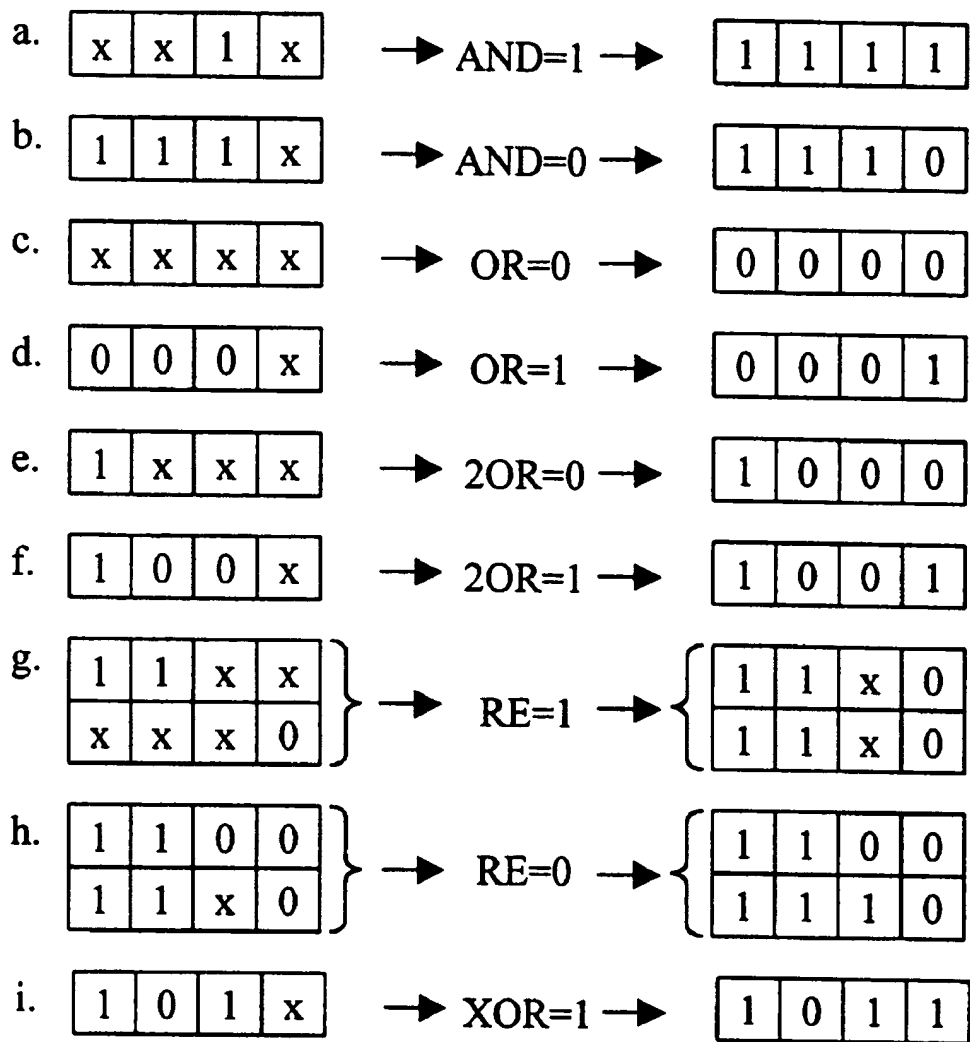 a. x x 1 x → AND=1 → 1 1 1 1
b. 1 1 1 x → AND=0 → 1 1 1 0
c. x x x x → OR=0 → 0 0 0 0
d. 0 0 0 x → OR=1 → 0 0 0 1
e. 1 x x x → 2OR=0 → 1 0 0 0
f. 1 0 0 x → 2OR=1 → 1 0 0 1
g. 1 1 x x 1 1 x 0
→ RE=1 →
x x x 0 1 1 x 0
h. 1 1 0 0 1 1 0 0
→ RE=0 →
1 1 x 0 1 1 1 0
i. 1 0 1 x → XOR=1 → 1 0 1 1